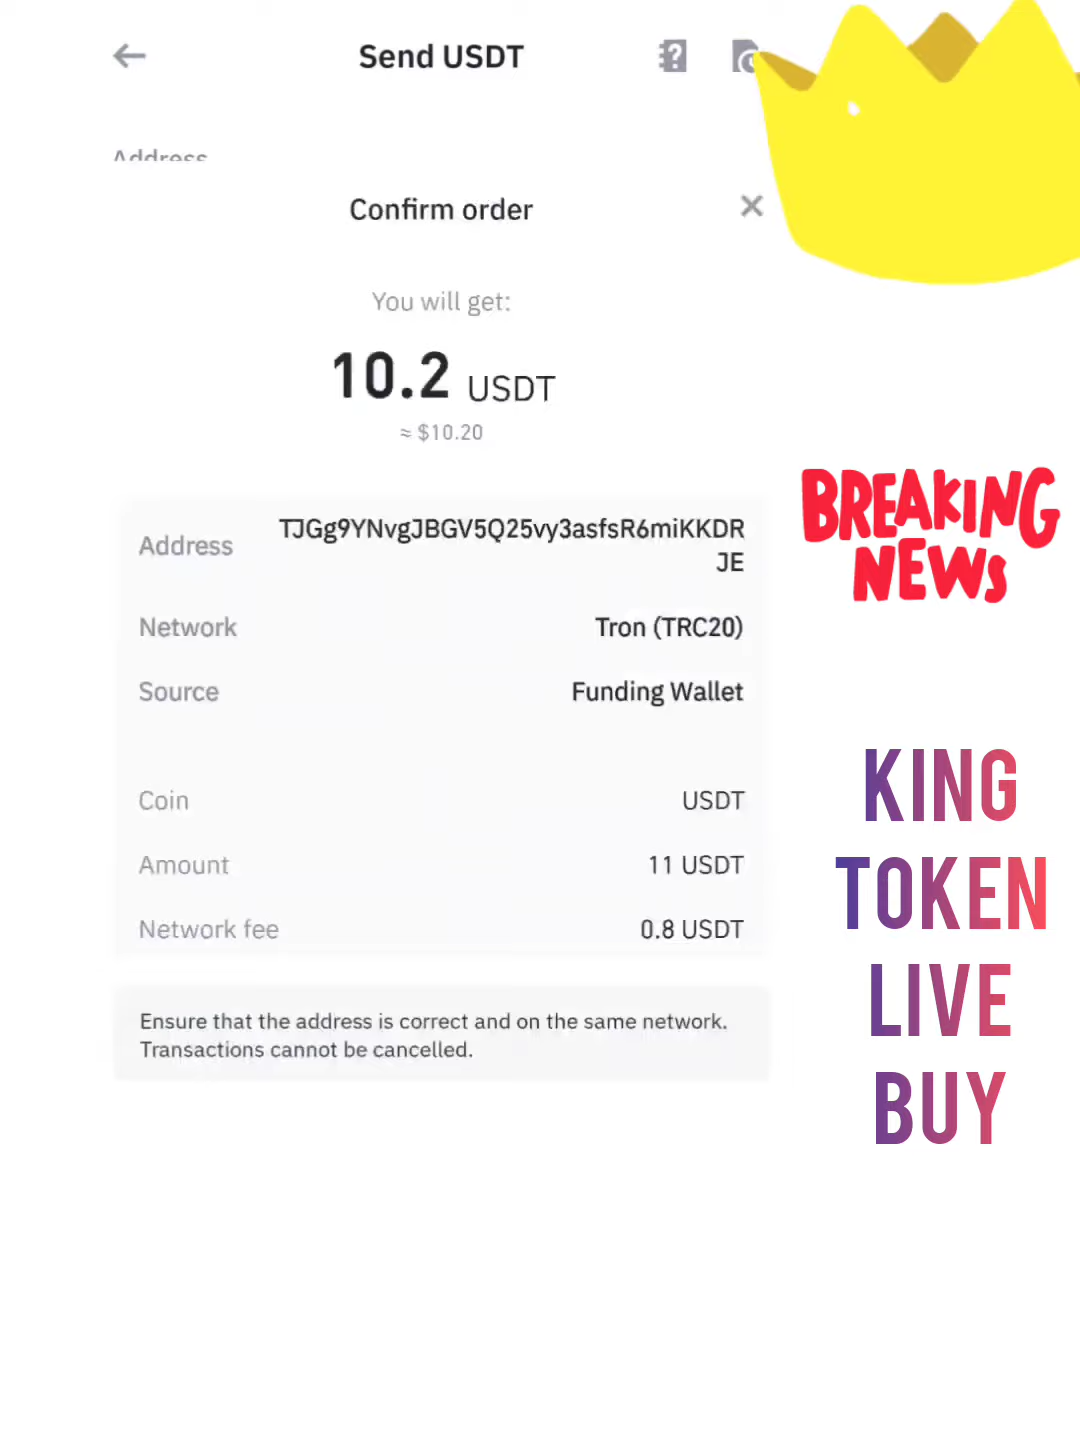 Send USDT
Address
Confirm order
You will get:
10.2 USDT
≈ $10.20
Address
TJGg9YNvgJBGV5Q25vy3asfsR6miKKDR
JE
Network
Tron (TRC20)
Source
Funding Wallet
Coin
USDT
Amount
11 USDT
Network fee
0.8 USDT
Ensure that the address is correct and on the same network.
Transactions cannot be cancelled.
BREAKING
NEWS
KING
TOKEN
LIVE
BUY